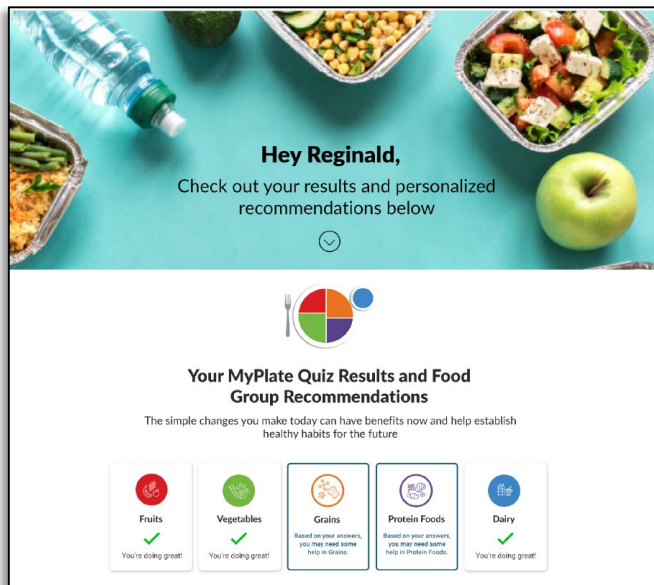 Hey Reginald,
Check out your results and personalized
recommendations below
Your MyPlate Quiz Results and Food
Group Recommendations
The simple changes you make today can have benefits now and help establish
healthy habits for the future
Fruits
You're doing great!
Vegetables
You're doing great!
Grains
Based on your answers,
you may need some
help in Grains.
Protein Foods
Based on your answers,
you may need some
help in Protein Foods.
Dairy
You're doing great!